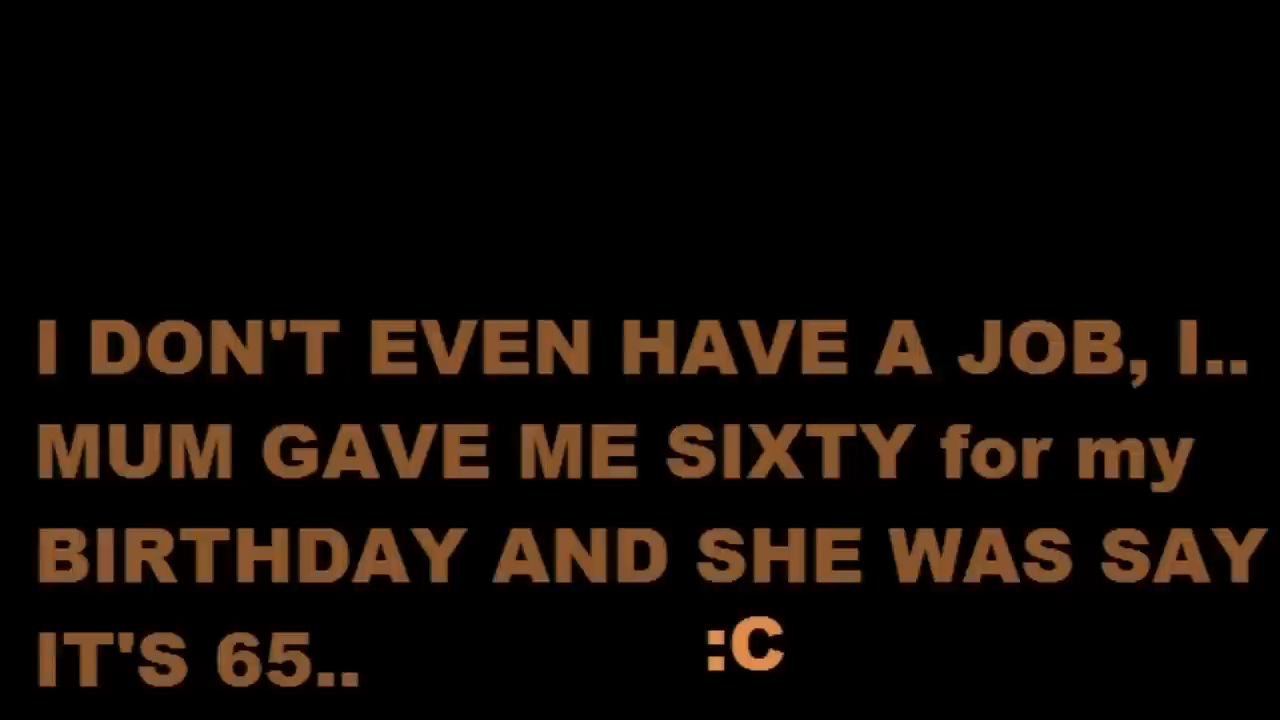 I DON'T EVEN HAVE A JOB, I..
MUM GAVE ME SIXTY for my
BIRTHDAY AND SHE WAS SAY
IT'S 65.. :C